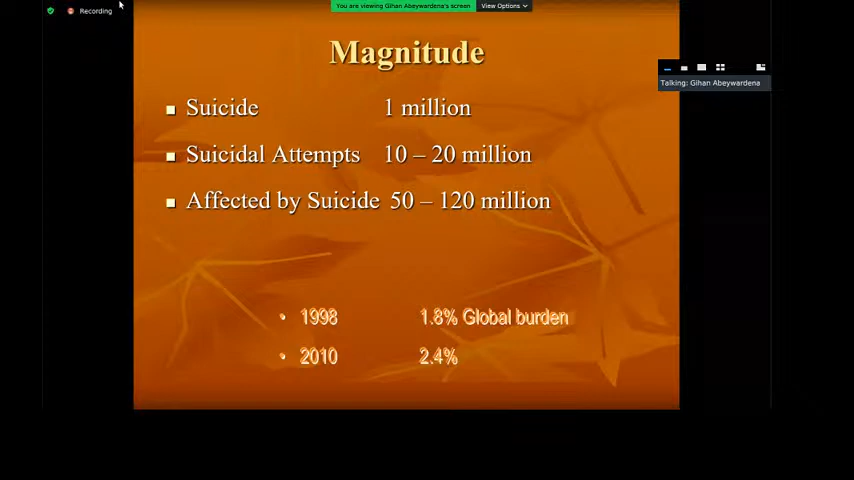 Recording
You are viewing Gihan Abeywardena's screen
View Options
Magnitude
Talking: Gihan Abeywardena
Suicide 1 million
Suicidal Attempts 10 – 20 million
Affected by Suicide 50 – 120 million
1998 1.8% Global burden
2010 2.4%